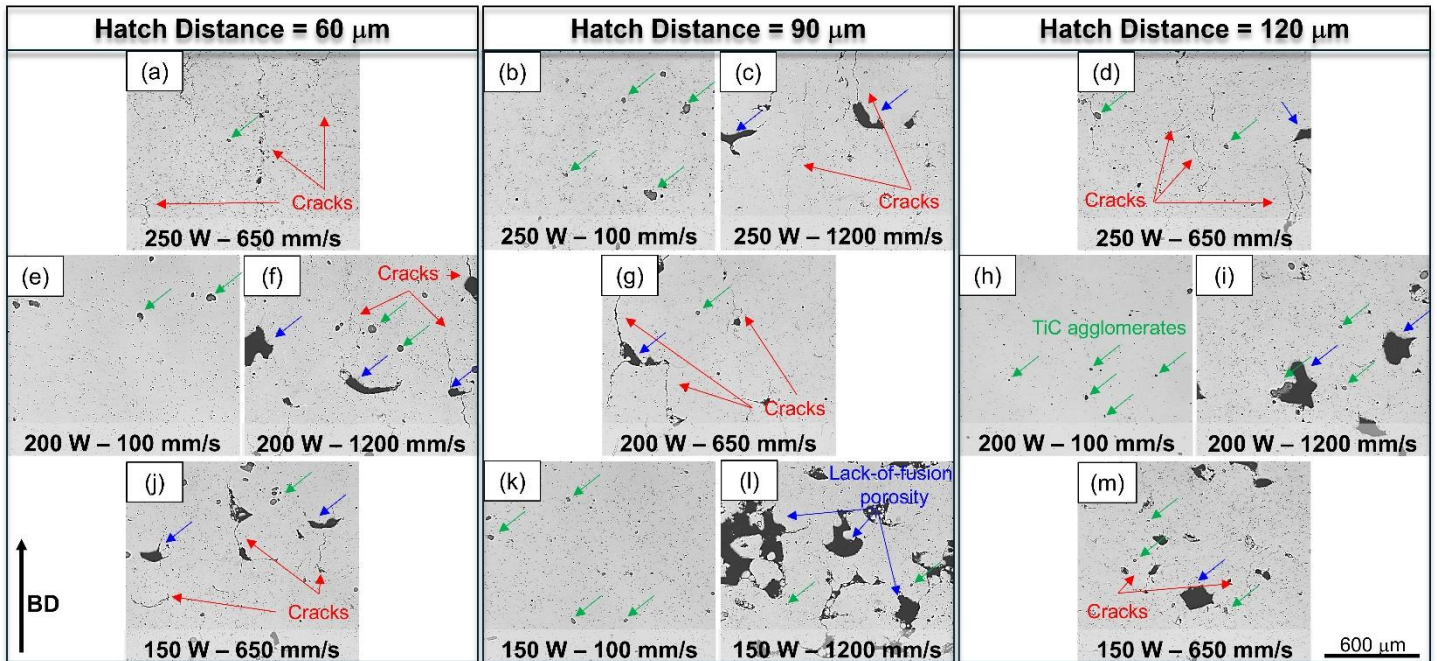 Hatch Distance = 60 μm
(a)
Cracks
250 W – 650 mm/s
(e)
200 W – 100 mm/s
(f)
Cracks
200 W – 1200 mm/s
(j)
Cracks
150 W – 650 mm/s
BD
Hatch Distance = 90 μm
(b)
250 W – 100 mm/s
(c)
Cracks
250 W – 1200 mm/s
(g)
Cracks
200 W – 650 mm/s
(k)
150 W – 100 mm/s
(l)
Lack-of-fusion
porosity
150 W – 1200 mm/s
Hatch Distance = 120 μm
(d)
Cracks
250 W – 650 mm/s
(h)
TiC agglomerates
200 W – 100 mm/s
(i)
200 W – 1200 mm/s
(m)
Cracks
150 W – 650 mm/s
600 μm